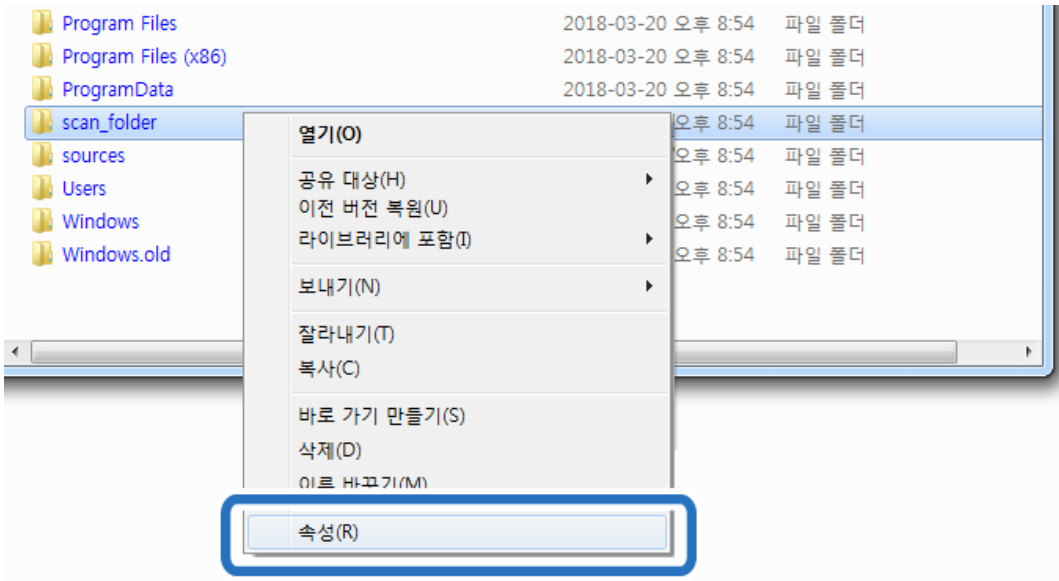 Program Files 2018-03-20 오후 8:54 파일 폴더
Program Files (x86) 2018-03-20 오후 8:54 파일 폴더
ProgramData 2018-03-20 오후 8:54 파일 폴더
scan_folder 오후 8:54 파일 폴더
sources 오후 8:54 파일 폴더
Users 오후 8:54 파일 폴더
Windows 오후 8:54 파일 폴더
Windows.old 오후 8:54 파일 폴더
열기(O)
공유 대상(H)
이전 버전 복원(U)
라이브러리에 포함(I)
보내기(N)
잘라내기(T)
복사(C)
바로 가기 만들기(S)
삭제(D)
이름 바꾸기(M)
속성(R)